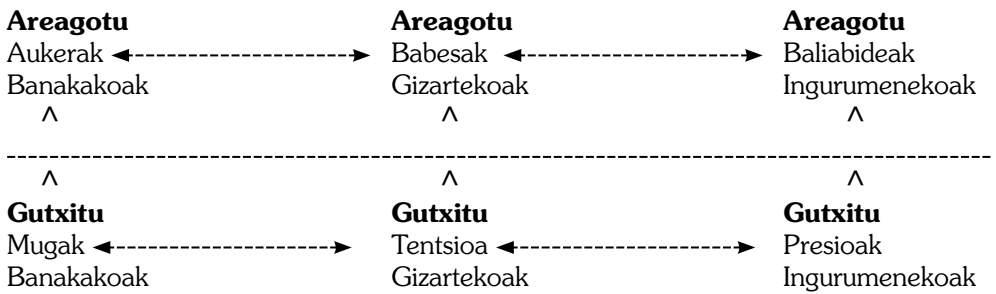 Areagotu Areagotu Areagotu
Aukerak Babesak Baliabideak
Banakakoak Gizartekoak Ingurumenekoak
Gutxitu Gutxitu Gutxitu
Mugak Tentsioa Presioak
Banakakoak Gizartekoak Ingurumenekoak